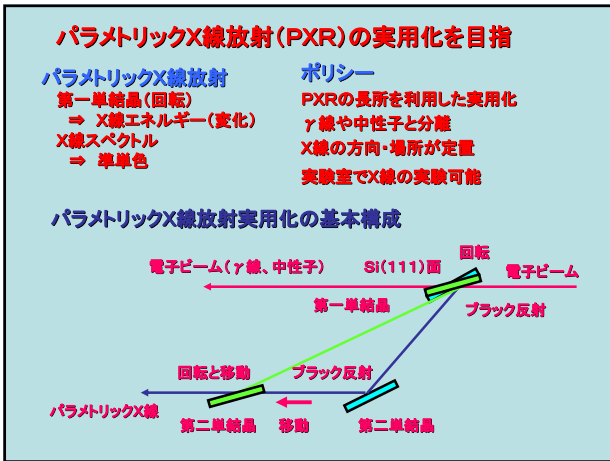 パラメトリックX線放射(PXR)の実用化を目指
パラメトリックX線放射
第一単結晶(回転)
⇒ X線エネルギー(変化)
X線スペクトル
⇒ 準単色
ポリシー
PXRの長所を利用した実用化
γ線や中性子と分離
X線の方向・場所が定置
実験室でX線の実験可能
パラメトリックX線放射実用化の基本構成
回転
電子ビーム(γ線、中性子)
Si(111)面
電子ビーム
第一単結晶
ブラック反射
回転と移動
ブラック反射
パラメトリックX線
第二単結晶
移動
第二単結晶